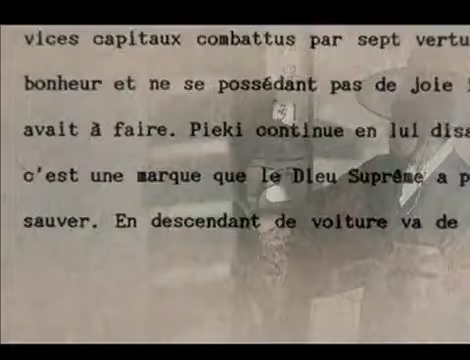 vices capitaux combattus par sept vertu
bonheur et ne se possédant pas de joie
avait à faire. Pieki continue en lui disa
c'est une marque que le Dieu Suprême a p
sauver. En descendant de voiture va de